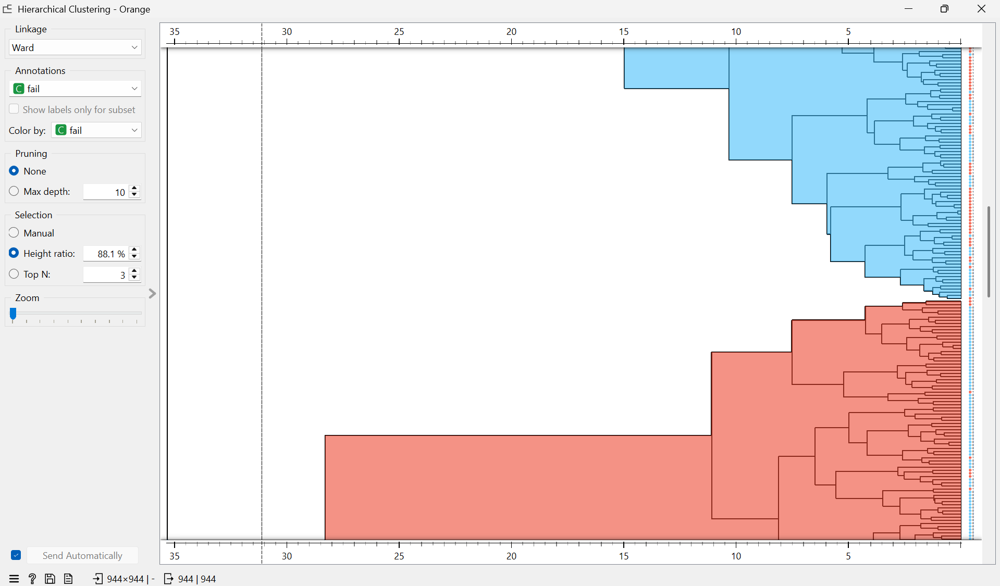 Hierarchical Clustering - Orange
Linkage
Ward
Annotations
C fail
Show labels only for subset
Color by: C fail
Pruning
None
Max depth: 10
Selection
Manual
Height ratio: 88.1 %
Top N: 3
Zoom
Send Automatically
35 30 25 20 15 10 5
35 30 25 20 15 10 5
944×944 | - 944 | 944